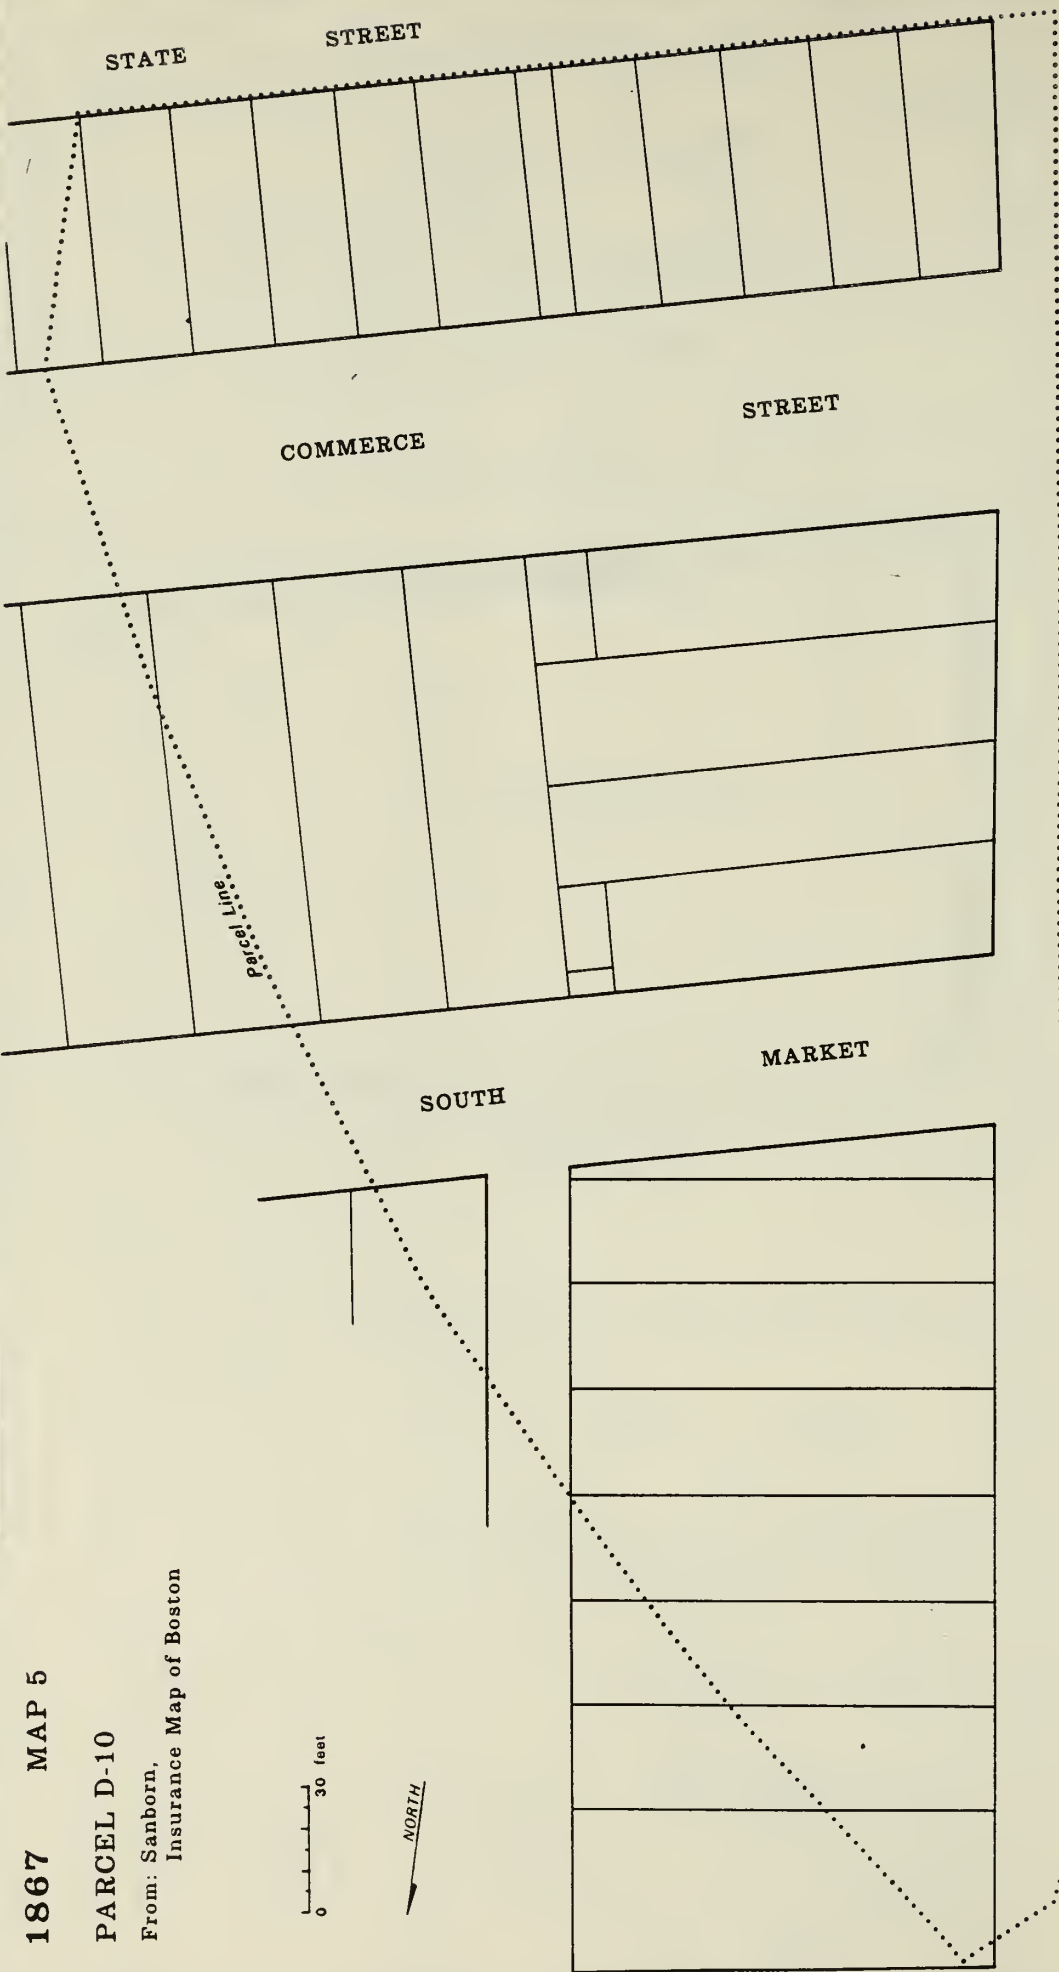 STATE STREET
COMMERCE STREET
Parcel Line
SOUTH MARKET
1867 MAP 5
PARCEL D-10
From: Sanborn,
Insurance Map of Boston
0 30 feet
NORTH